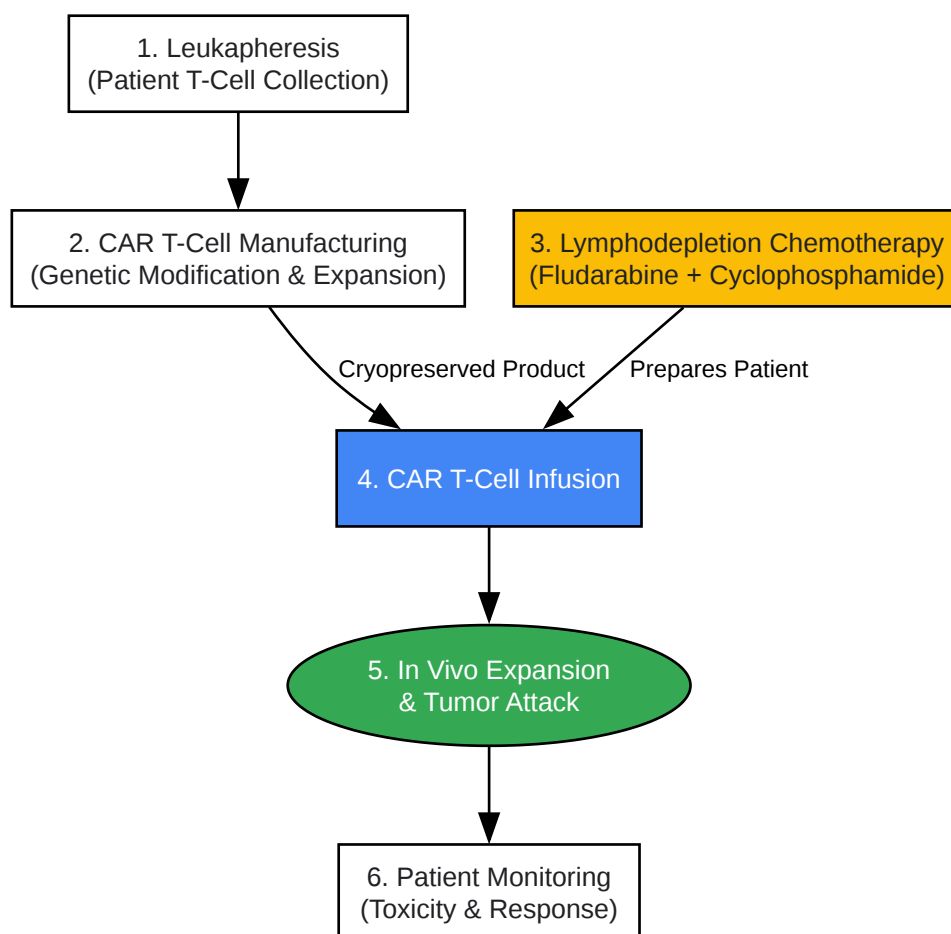 1. Leukapheresis
(Patient T-Cell Collection)
2. CAR T-Cell Manufacturing
(Genetic Modification & Expansion)
3. Lymphodepletion Chemotherapy
(Fludarabine + Cyclophosphamide)
Cryopreserved Product
Prepares Patient
4. CAR T-Cell Infusion
5. In Vivo Expansion
& Tumor Attack
6. Patient Monitoring
(Toxicity & Response)